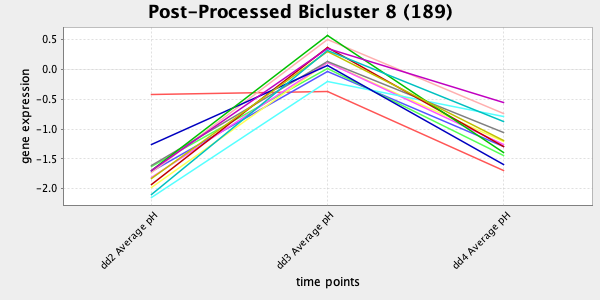 Post-Processed Bicluster 8 (189)
0.5
0.0
-0.5
-1.0
-1.5
-2.0
gene expression
dd2 Average pH
dd3 Average pH
dd4 Average pH
time points